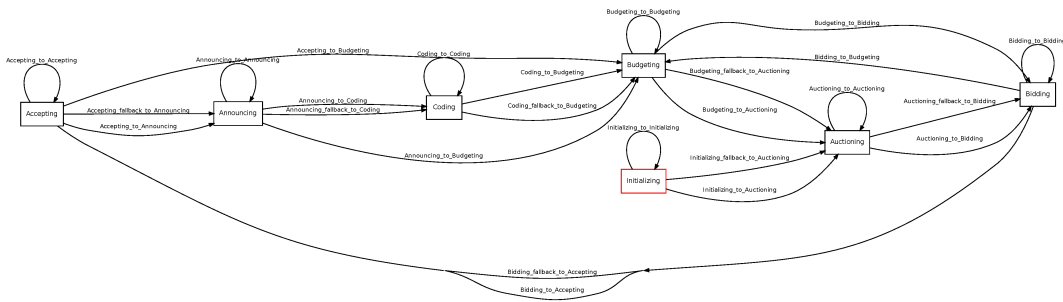 Budgeting_to_Budgeting
Budgeting_to_Bidding
Bidding_to_Bidding
Accepting_to_Budgeting
Coding_to_Coding
Bidding_to_Budgeting
Accepting_to_Accepting
Announcing_to_Announcing
Budgeting
Coding_to_Budgeting
Budgeting_fallback_to_Auctioning
Auctioning_to_Auctioning
Bidding
Announcing_to_Coding
Auctioning_fallback_to_Bidding
Accepting
Accepting_fallback_to_Announcing
Announcing
Announcing_fallback_to_Coding
Coding
Coding_fallback_to_Budgeting
Budgeting_to_Auctioning
Accepting_to_Announcing
Initializing_to_Initializing
Auctioning
Auctioning_to_Bidding
Announcing_to_Budgeting
Initializing_fallback_to_Auctioning
Initializing
Initializing_to_Auctioning
Bidding_fallback_to_Accepting
Bidding_to_Accepting